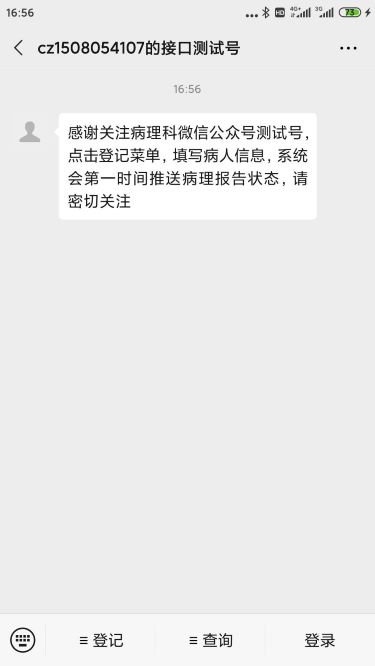 16:56
HD 4G+ 3G 73
cz1508054107的接口测试号
16:56
感谢关注病理科微信公众号测试号,
点击登记菜单, 填写病人信息, 系统
会第一时间推送病理报告状态, 请
密切关注
登记 查询 登录